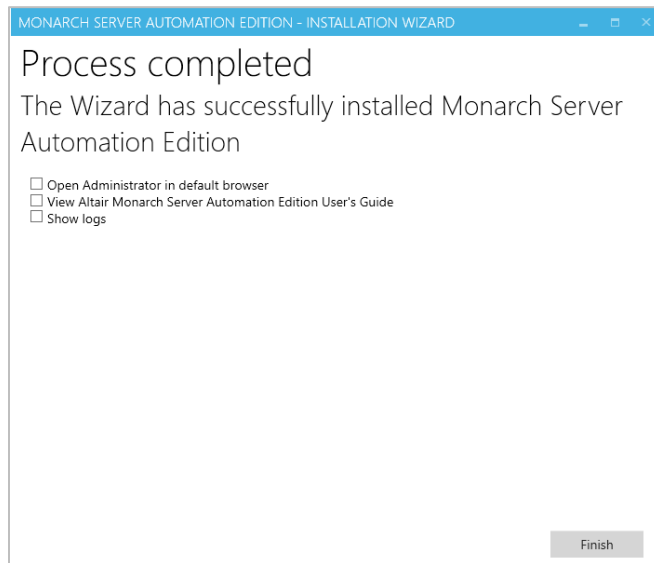 MONARCH SERVER AUTOMATION EDITION - INSTALLATION WIZARD
Process completed
The Wizard has successfully installed Monarch Server
Automation Edition
Open Administrator in default browser
View Altair Monarch Server Automation Edition User's Guide
Show logs
Finish